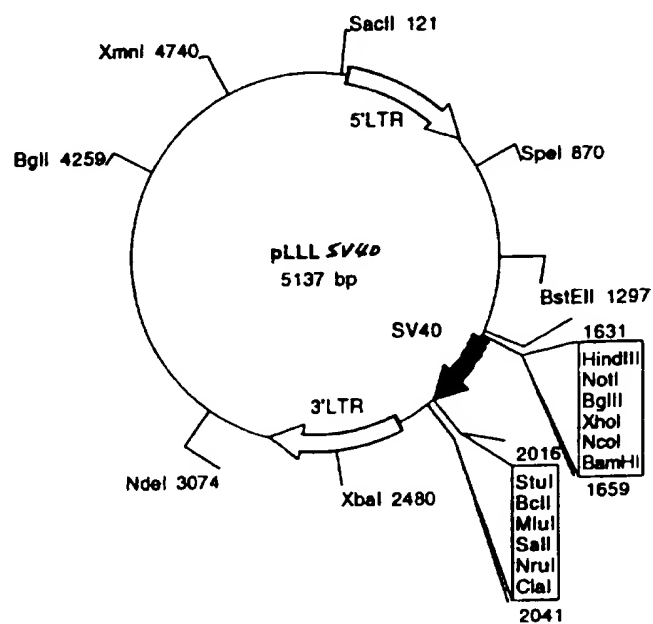 SacII 121
XmnI 4740
5'LTR
BglI 4259
SpeI 870
pLLL SV40
5137 bp
BstEII 1297
SV40
1631
HindIII
NotI
BglII
XhoI
NcoI
BamHI
1659
3'LTR
2016
StuI
BclI
MluI
SalI
NruI
ClaI
2041
NdeI 3074
XbaI 2480